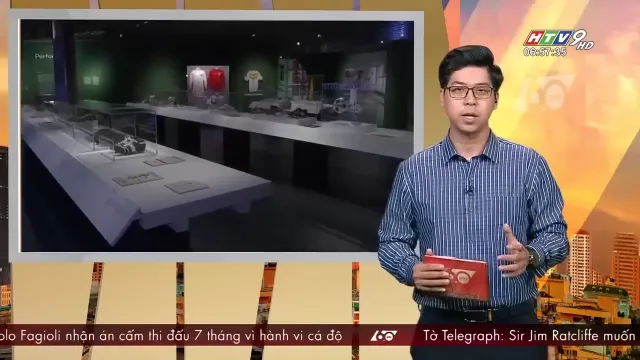 Perfo
HTV9 HD
06:57:35
olo Fagioli nhận án cấm thi đấu 7 tháng vì hành vi cá độ
Tờ Telegraph: Sir Jim Ratcliffe muốn